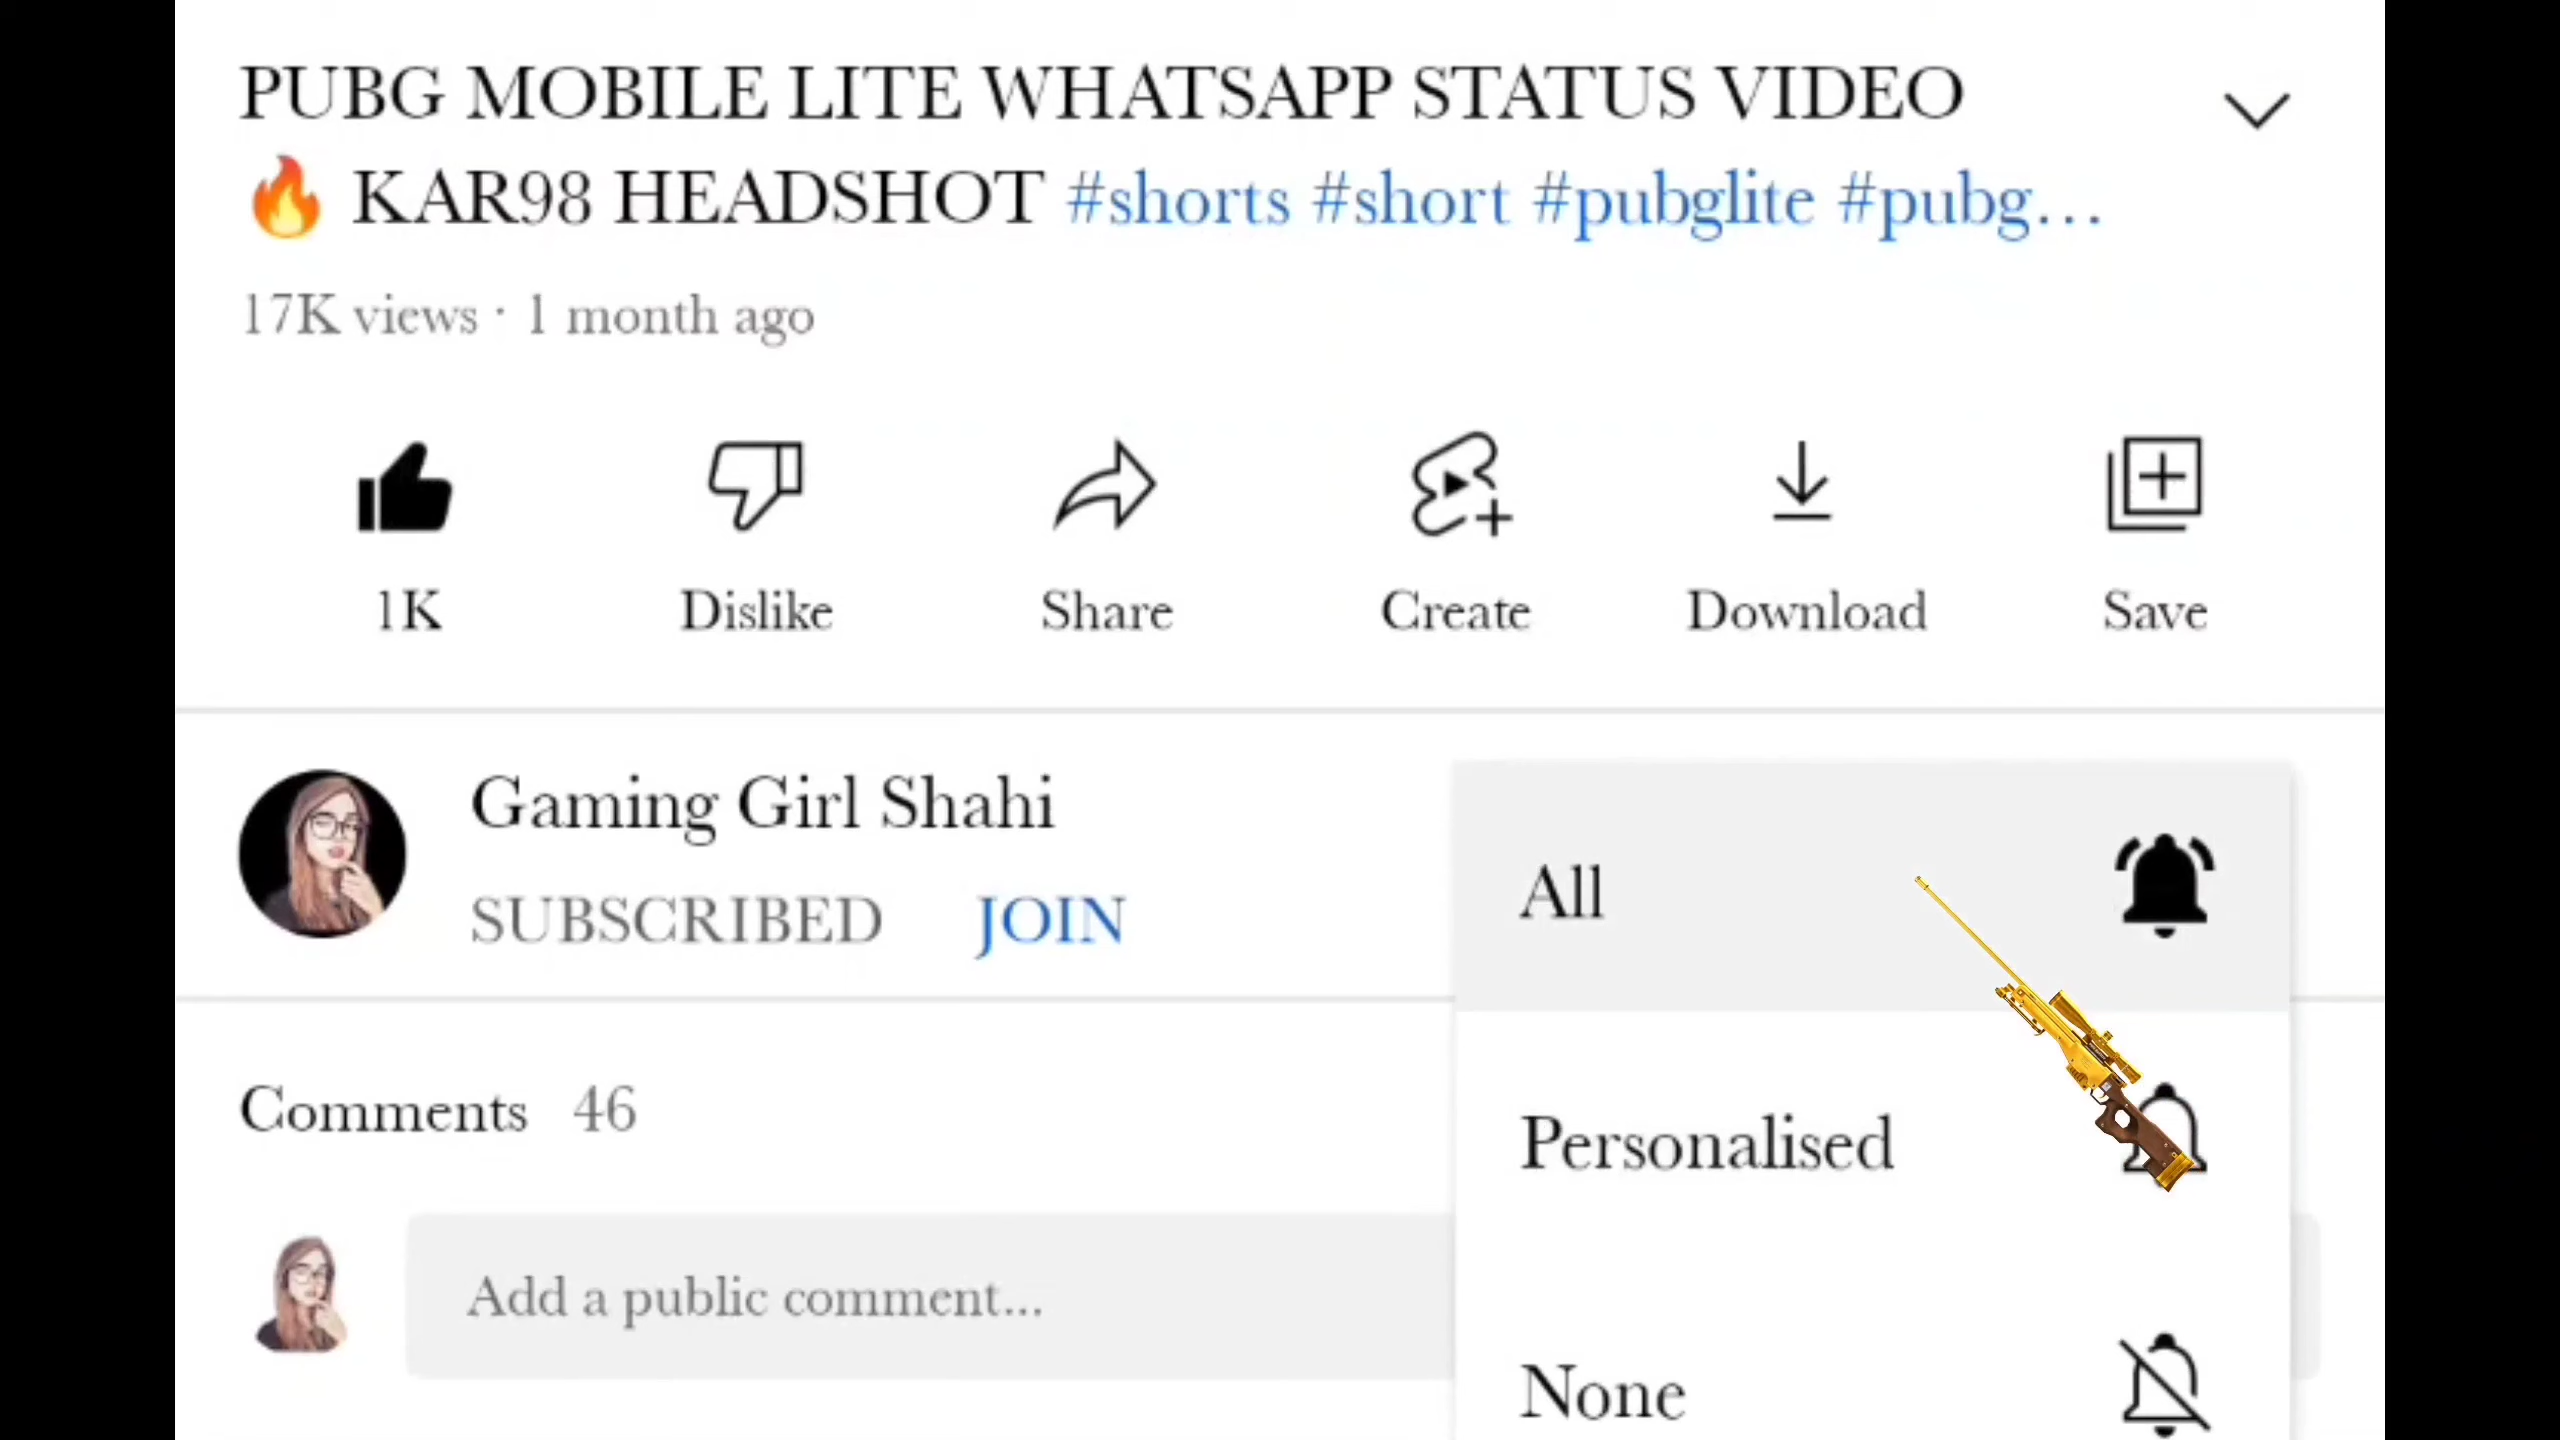 PUBG MOBILE LITE WHATSAPP STATUS VIDEO
🔥 KAR98 HEADSHOT #shorts #short #pubglite #pubg...
17K views · 1 month ago
1K Dislike Share Create Download Save
Gaming Girl Shahi
SUBSCRIBED JOIN
All
Comments 46
Personalised
Add a public comment...
None